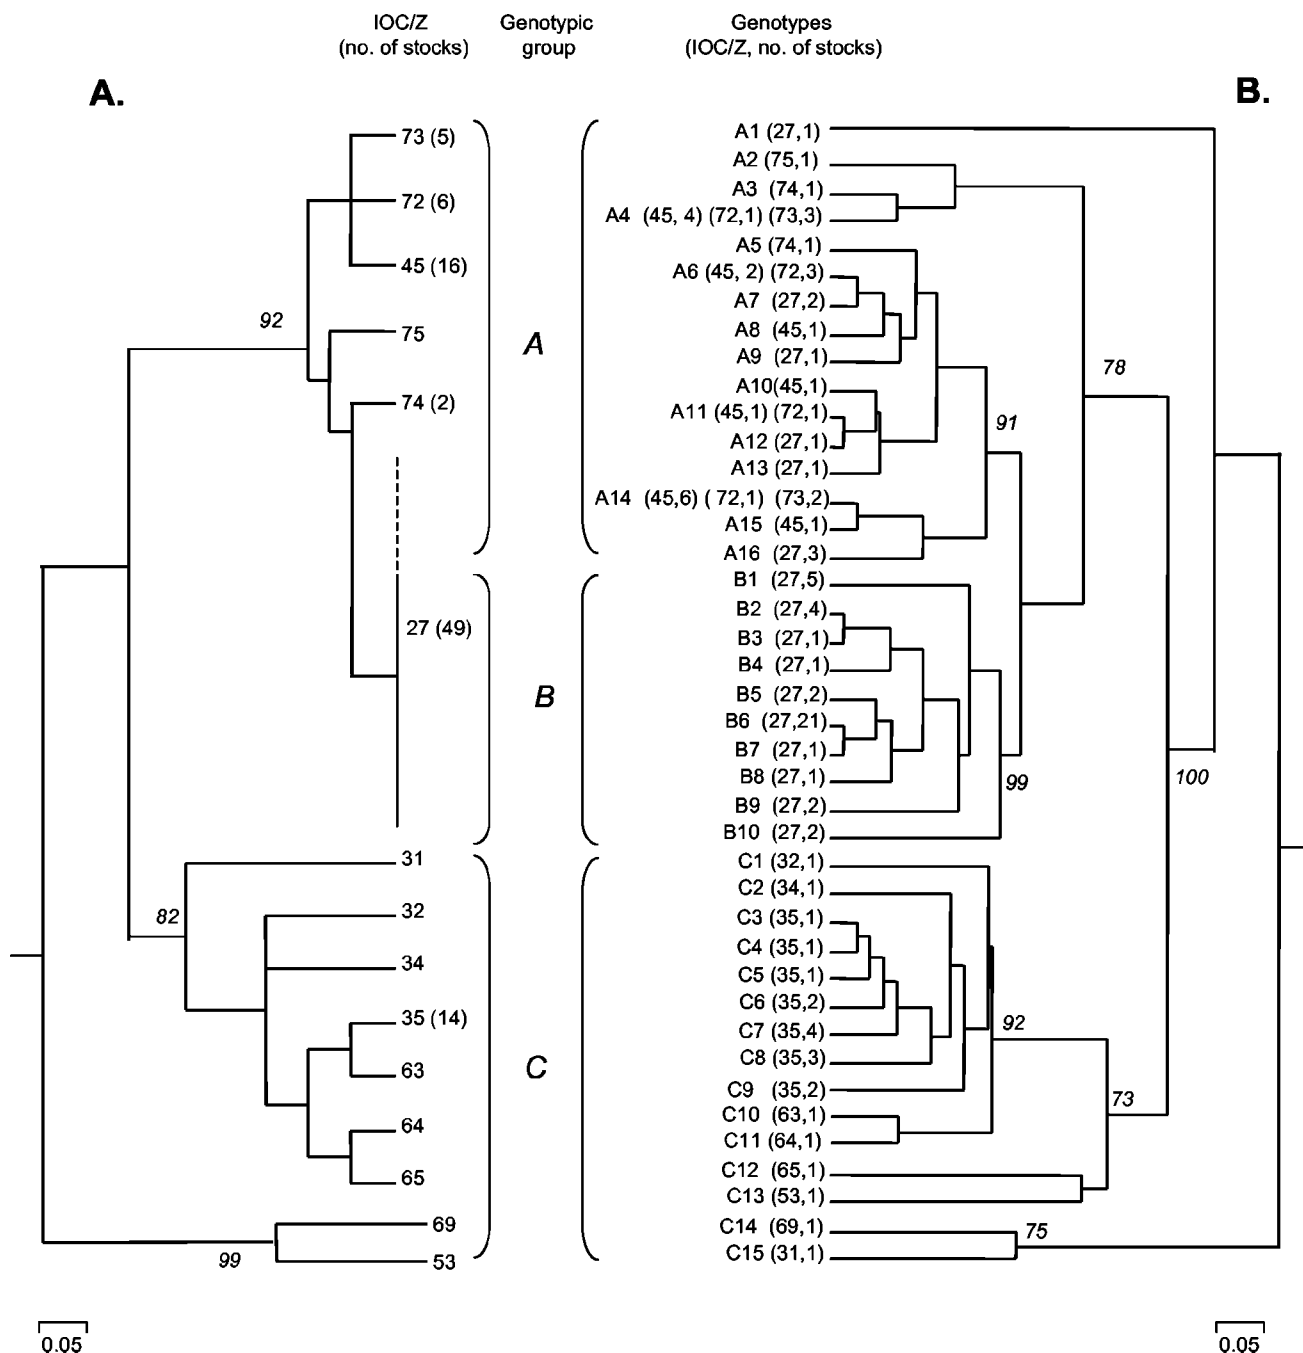 IOC/Z
(no. of stocks)
Genotypic
group
Genotypes
(IOC/Z, no. of stocks)
A.
B.
73 (5)
72 (6)
45 (16)
92
75
74 (2)
27 (49)
31
82
32
34
35 (14)
63
64
65
69
99
53
0.05
A
B
C
A1 (27,1)
A2 (75,1)
A3 (74,1)
A4 (45, 4) (72,1) (73,3)
A5 (74,1)
A6 (45, 2) (72,3)
A7 (27,2)
A8 (45,1)
A9 (27,1)
A10(45,1)
A11 (45,1) (72,1)
A12 (27,1)
A13 (27,1)
A14 (45,6) ( 72,1) (73,2)
A15 (45,1)
A16 (27,3)
B1 (27,5)
B2 (27,4)
B3 (27,1)
B4 (27,1)
B5 (27,2)
B6 (27,21)
B7 (27,1)
B8 (27,1)
B9 (27,2)
B10 (27,2)
C1 (32,1)
C2 (34,1)
C3 (35,1)
C4 (35,1)
C5 (35,1)
C6 (35,2)
C7 (35,4)
C8 (35,3)
C9 (35,2)
C10 (63,1)
C11 (64,1)
C12 (65,1)
C13 (53,1)
C14 (69,1)
C15 (31,1)
78
91
99
100
92
73
75
0.05